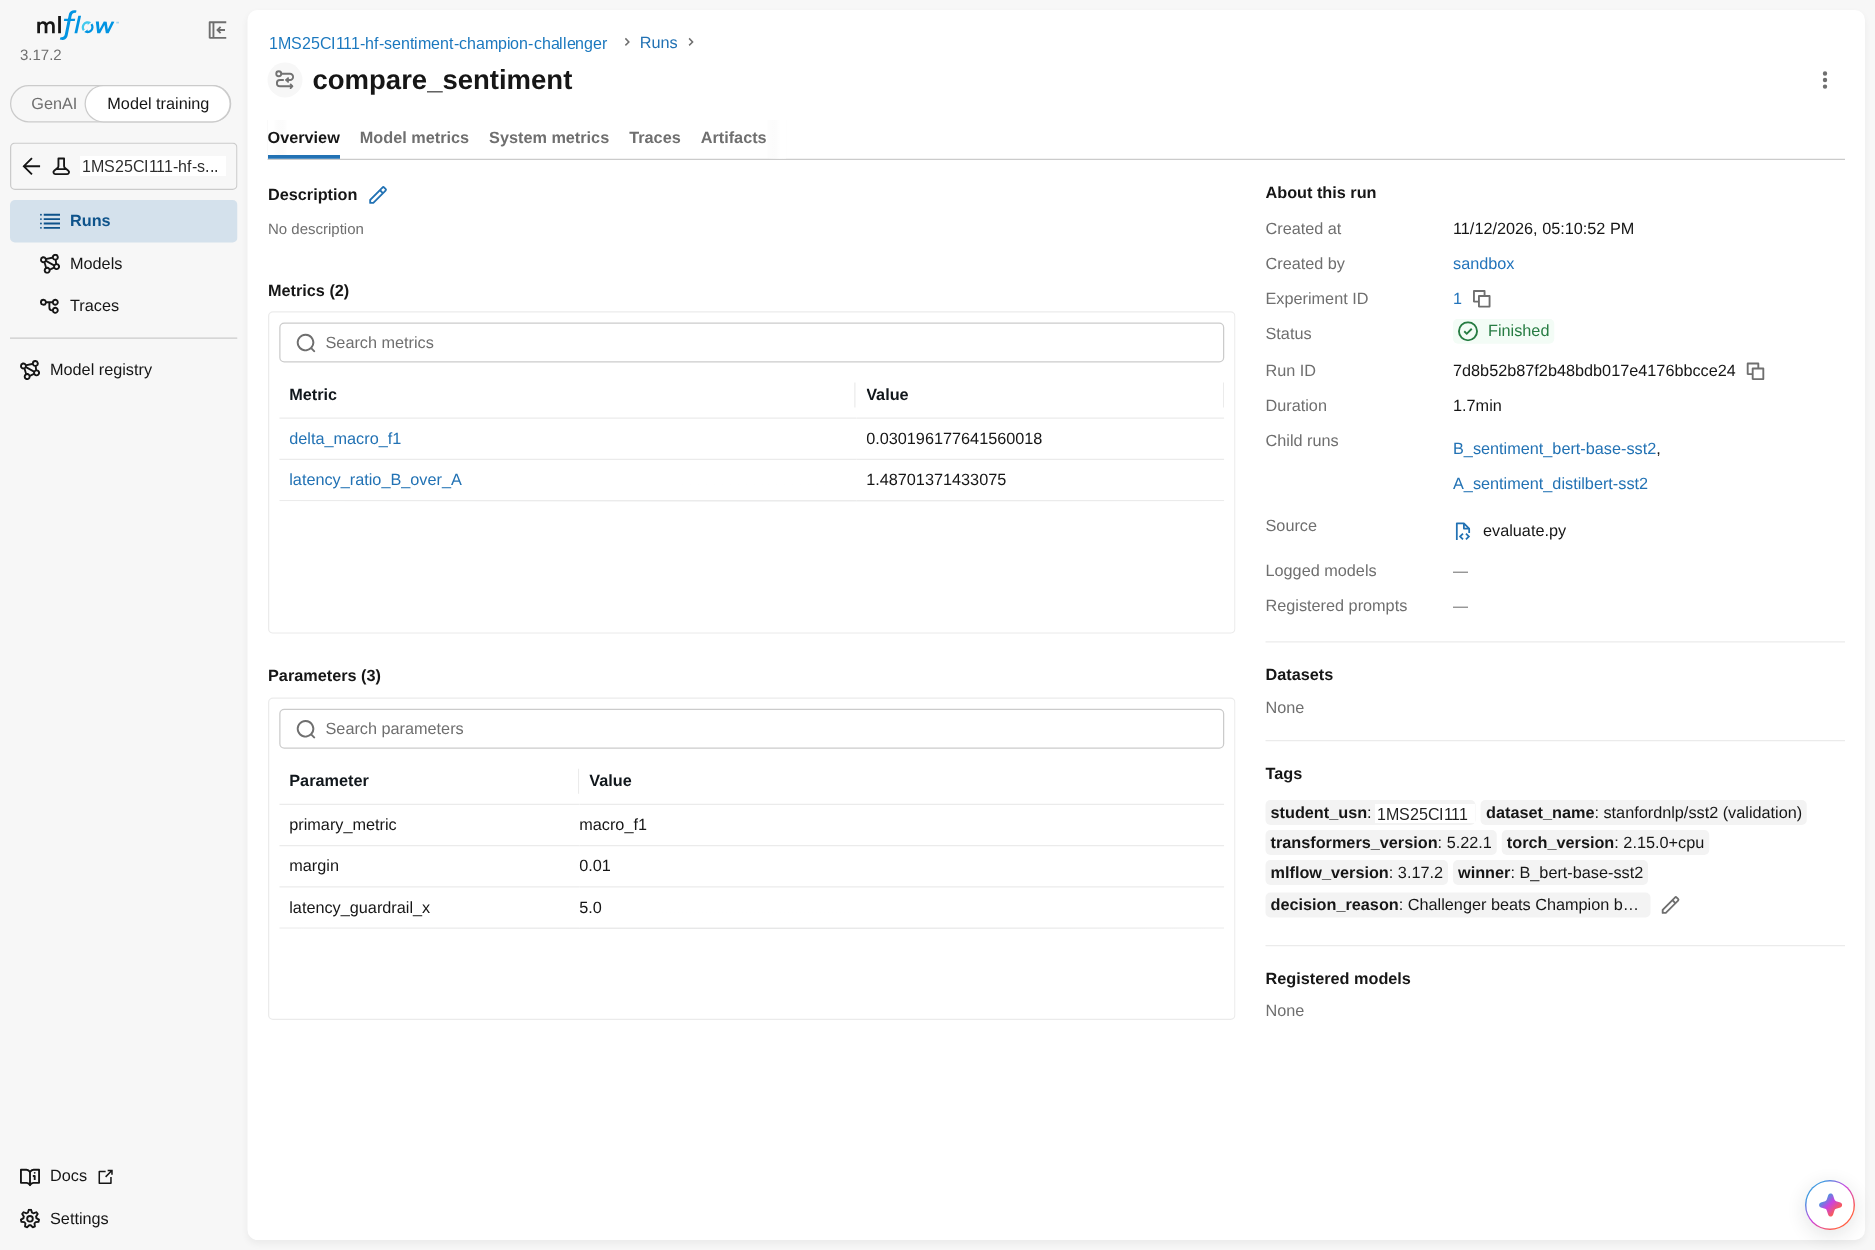 mlflow
3.17.2
GenAI Model training
1MS25CI111-hf-s...
Runs
Models
Traces
Model registry
Docs
Settings
1MS25CI111-hf-sentiment-champion-challenger > Runs >
compare_sentiment
Overview Model metrics System metrics Traces Artifacts
Description
No description
Metrics (2)
Search metrics
Metric Value
delta_macro_f1 0.030196177641560018
latency_ratio_B_over_A 1.48701371433075
Parameters (3)
Search parameters
Parameter Value
primary_metric macro_f1
margin 0.01
latency_guardrail_x 5.0
About this run
Created at 11/12/2026, 05:10:52 PM
Created by sandbox
Experiment ID 1
Status Finished
Run ID 7d8b52b87f2b48bdb017e4176bbcce24
Duration 1.7min
Child runs B_sentiment_bert-base-sst2,
A_sentiment_distilbert-sst2
Source evaluate.py
Logged models —
Registered prompts —
Datasets
None
Tags
student_usn: 1MS25CI111 dataset_name: stanfordnlp/sst2 (validation)
transformers_version: 5.22.1 torch_version: 2.15.0+cpu
mlflow_version: 3.17.2 winner: B_bert-base-sst2
decision_reason: Challenger beats Champion b...
Registered models
None